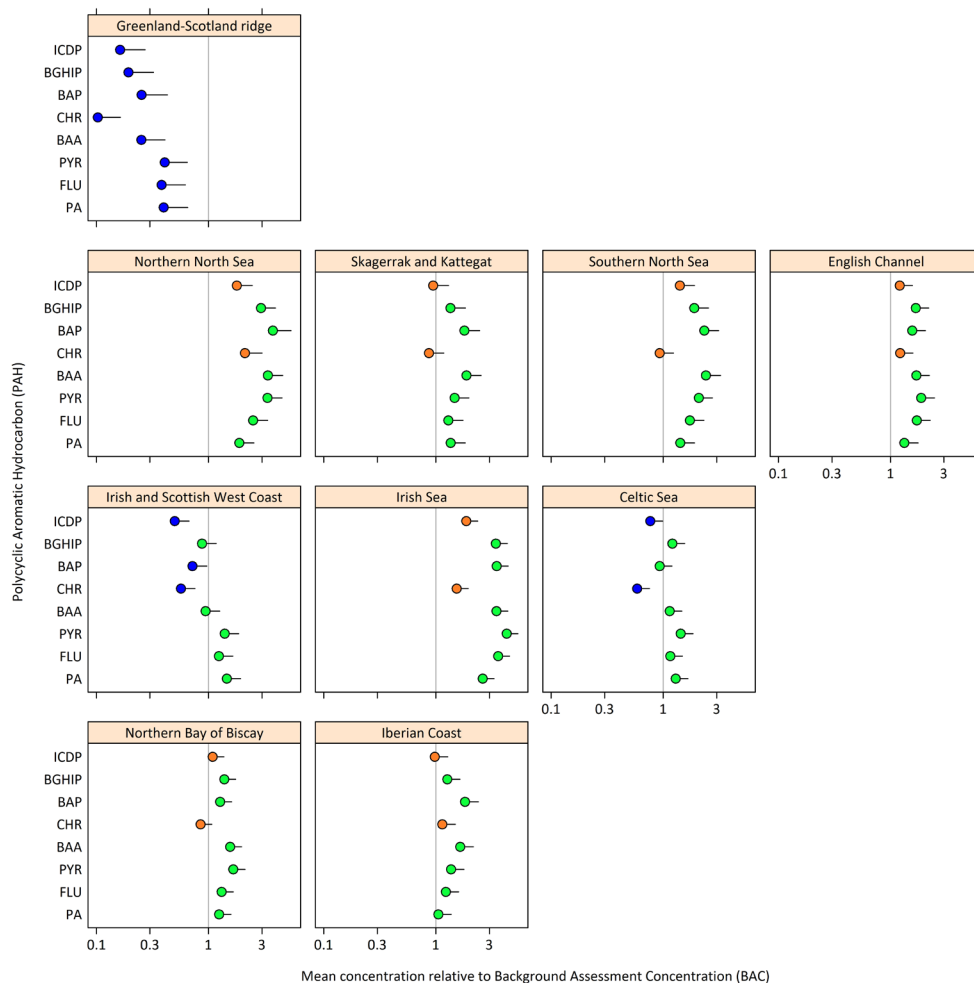 Greenland-Scotland ridge
ICDP
BGHIP
BAP
CHR
BAA
PYR
FLU
PA
Northern North Sea Skagerrak and Kattegat Southern North Sea English Channel
ICDP
BGHIP
BAP
CHR
BAA
PYR
FLU
PA
0.1 0.3 1 3
Irish and Scottish West Coast Irish Sea Celtic Sea
ICDP
BGHIP
BAP
CHR
BAA
PYR
FLU
PA
0.1 0.3 1 3
Northern Bay of Biscay Iberian Coast
ICDP
BGHIP
BAP
CHR
BAA
PYR
FLU
PA
0.1 0.3 1 3 0.1 0.3 1 3
Polycyclic Aromatic Hydrocarbon (PAH)
Mean concentration relative to Background Assessment Concentration (BAC)